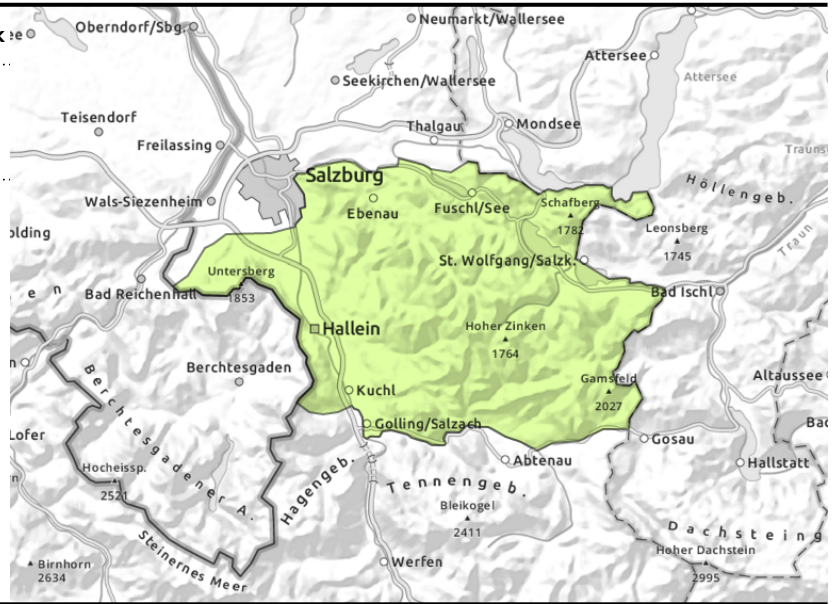 Oberndorf/Sbg.
Neumarkt/Wallersee
Attersee
Attersee
Seekirchen/Wallersee
Teisendorf
Thalgau
Mondsee
Freilassing
Salzburg
Höllengeb.
Wals-Siezenheim
Ebenau
Fuschl/See
Schafberg
1782
Leonsberg
1745
Traun
St. Wolfgang/Salzk.
Untersberg
1853
Bad Reichenhall
Bad Ischl
Hallein
Hoher Zinken
1764
Berchtesgaden
Kuchl
Gamsfeld
2027
Altaussee
Berchtesgadener A.
Golling/Salzach
Gosau
Lofer
Hocheissp.
2521
Hagengeb.
Abtenau
Hallstatt
Tennengeb.
Bleikogel
2411
Dachsteing
Steinernes Meer
Hoher Dachstein
2995
Birnhorn
2634
Werfen